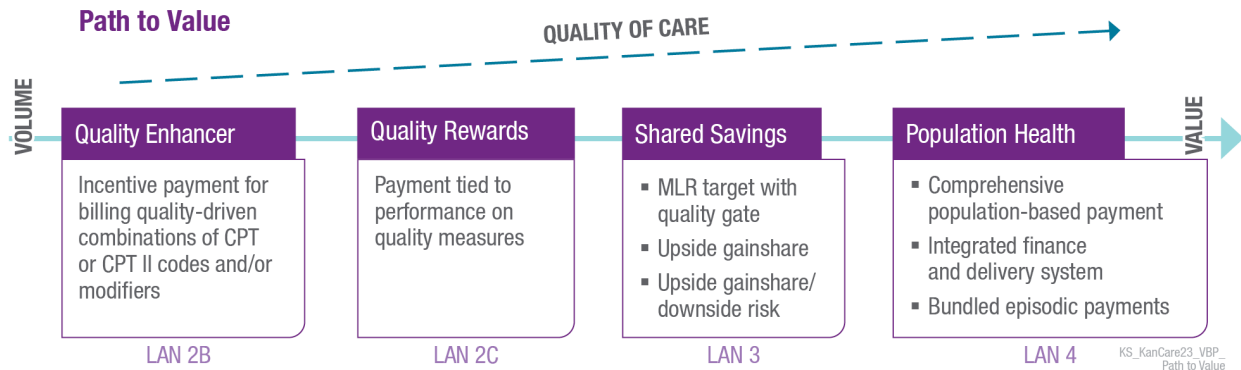 Path to Value
QUALITY OF CARE
VOLUME
Quality Enhancer
Incentive payment for
billing quality-driven
combinations of CPT
or CPT II codes and/or
modifiers
LAN 2B
Quality Rewards
Payment tied to
performance on
quality measures
LAN 2C
Shared Savings
▪ MLR target with
quality gate
▪ Upside gainshare
▪ Upside gainshare/
downside risk
LAN 3
Population Health
▪ Comprehensive
population-based payment
▪ Integrated finance
and delivery system
▪ Bundled episodic payments
LAN 4
VALUE
KS_KanCare23_VBP_
Path to Value